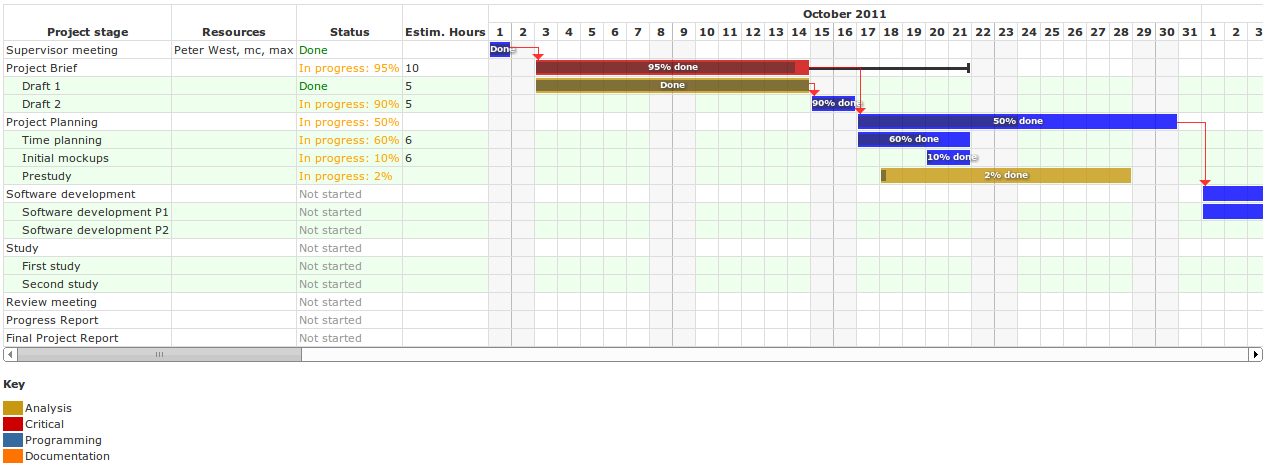 October 2011
Project stage Resources Status Estim. Hours 1 2 3 4 5 6 7 8 9 10 11 12 13 14 15 16 17 18 19 20 21 22 23 24 25 26 27 28 29 30 31 1 2 3
Supervisor meeting Peter West, mc, max Done Done
Project Brief In progress: 95% 10 95% done
Draft 1 Done 5 Done
Draft 2 In progress: 90% 5 90% done
Project Planning In progress: 50% 50% done
Time planning In progress: 60% 6 60% done
Initial mockups In progress: 10% 6 10% done
Prestudy In progress: 2% 2% done
Software development Not started
Software development P1 Not started
Software development P2 Not started
Study Not started
First study Not started
Second study Not started
Review meeting Not started
Progress Report Not started
Final Project Report Not started
Key
Analysis
Critical
Programming
Documentation